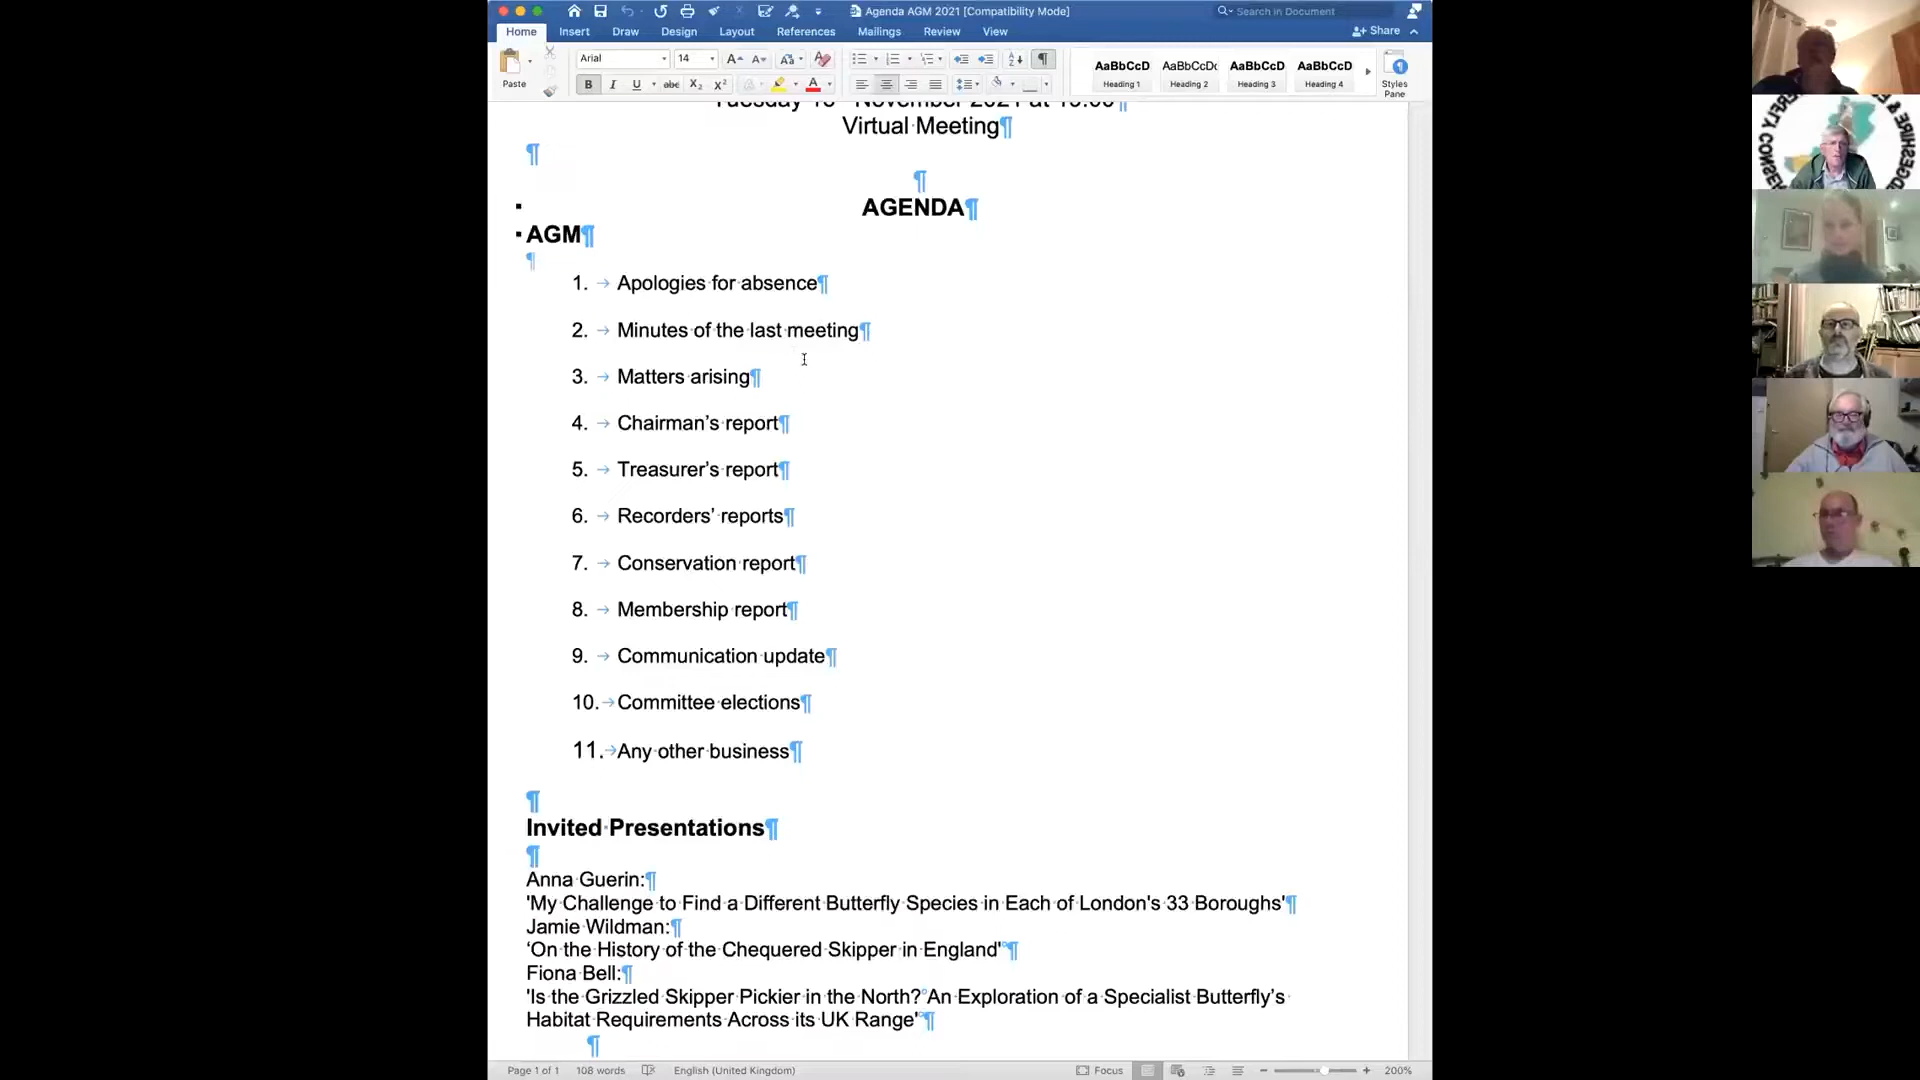 Agenda AGM 2021 [Compatibility Mode]
Search in Document
Home Insert Draw Design Layout References Mailings Review View
Share
Paste
Arial
14
AaBbCcD
Heading 1
AaBbCcDc
Heading 2
AaBbCcD
Heading 3
AaBbCcD
Heading 4
Styles
Pane
November 2021 at 19:00¶
Virtual Meeting¶
¶
¶
AGENDA¶
AGM¶
¶
1. → Apologies for absence¶
2. → Minutes of the last meeting¶
3. → Matters arising¶
4. → Chairman’s report¶
5. → Treasurer’s report¶
6. → Recorders’ reports¶
7. → Conservation report¶
8. → Membership report¶
9. → Communication update¶
10. → Committee elections¶
11. → Any other business¶
¶
Invited Presentations¶
¶
Anna Guerin:¶
'My Challenge to Find a Different Butterfly Species in Each of London's 33 Boroughs'¶
Jamie Wildman:¶
‘On the History of the Chequered Skipper in England'¶
Fiona Bell:¶
'Is the Grizzled Skipper Pickier in the North? An Exploration of a Specialist Butterfly’s
Habitat Requirements Across its UK Range'¶
¶
Page 1 of 1
108 words
English (United Kingdom)
Focus
200%